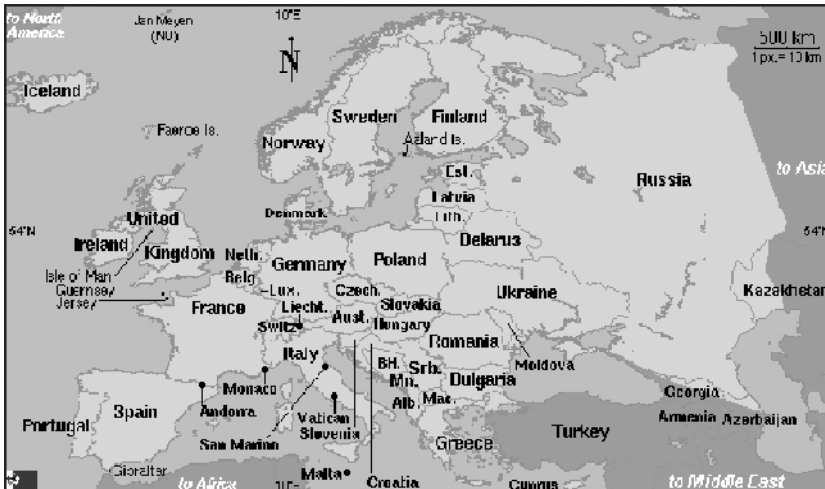 to North
America
Jan Meyen
(NO)
10°E
N
500 km
1 px.= 10 km
Iceland
Faeroe Is.
Norway
Sweden
Finland
Aaland Is.
Russia
to Asia
Est.
Latvia
Lith.
Denmark
54°N
54°N
United
Kingdom
Ireland
Isle of Man
Guernsey
Jersey
Neth.
Belg.
-Lux.
Germany
Poland
Belarus
Ukraine
Kazakhstan
France
Czech.
Slovakia
Liecht.
Aust.
Hungary
Switz
Romania
Moldova
Italy
BH.
Srb.
Mn.
Bulgaria
Alb.
Mac.
Monaco
Andorra
San Marino
Vatican
Slovenia
Croatia
Portugal
Spain
Gibraltar
Georgia
Armenia
Azerbaijan
Turkey
Greece
Malta
Cyprus
to Africa
10°E
to Middle East